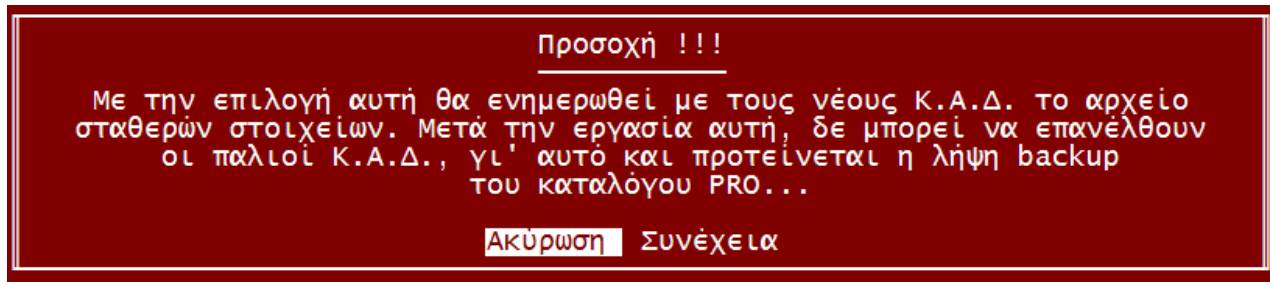 Προσοχή !!!
Με την επιλογή αυτή θα ενημερωθεί με τους νέους Κ.Α.Δ. το αρχείο
σταθερών στοιχείων. Μετά την εργασία αυτή, δε μπορεί να επανέλθουν
οι παλιοί Κ.Α.Δ., γι' αυτό και προτείνεται η λήψη backup
του καταλόγου PRO...
Ακύρωση Συνέχεια